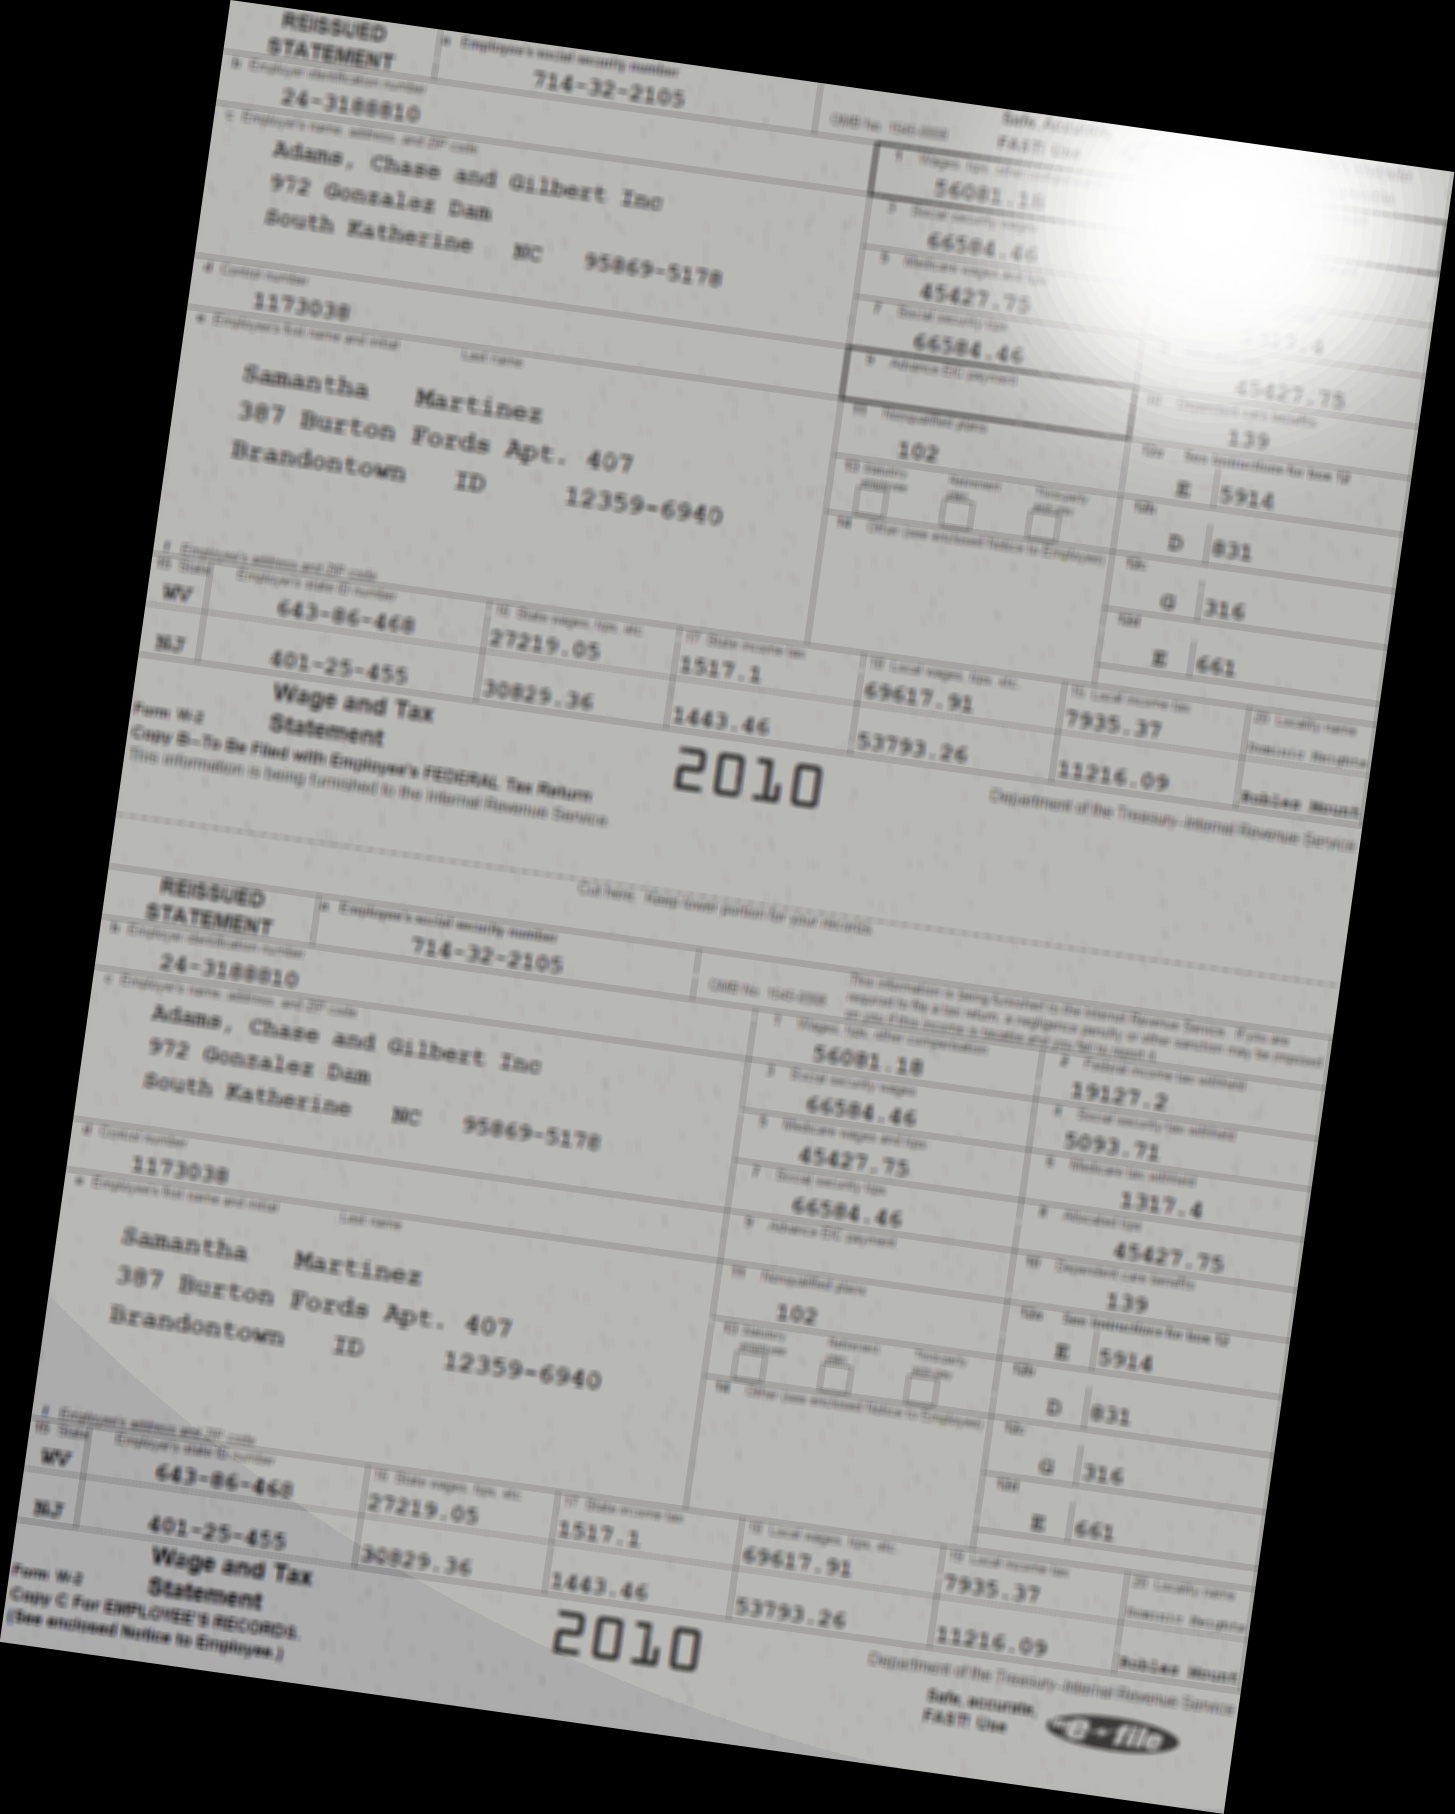 REISSUED
STATEMENT
a Employee's social security number
714-32-2105
OMB No. 1545-0008
Safe, Accurate,
FAST! Use
b Employer identification number
24-3188810
c Employer's name, address, and ZIP code
Adams, Chase and Gilbert Inc
972 Gonzalez Dam
South Katherine NC 95869-5178
1 Wages, tips, other compensation
56081.18
3 Social security wages
66584.46
5 Medicare wages and tips
45427.75
d Control number
1173038
7 Social security tips
66584.46
1317.4
45427.75
e Employee's first name and initial Last name
Samantha Martinez
387 Burton Fords Apt. 407
Brandontown ID 12359-6940
9 Advance EIC payment
10 Dependent care benefits
139
11 Nonqualified plans
102
12a See instructions for box 12
E 5914
13 Statutory employee Retirement plan Third-party sick pay
12b
D 831
14 Other (see enclosed Notice to Employee)
12c
G 316
12d
E 661
f Employee's address and ZIP code
15 State Employer's state ID number
16 State wages, tips, etc.
17 State income tax
18 Local wages, tips, etc.
19 Local income tax
20 Locality name
WV 643-86-468 27219.05 1517.1 69617.91 7935.37
NJ 401-25-455 30829.36 1443.46 53793.26 11216.09 Robles Mount
Form W-2
Wage and Tax
Statement
2010
Department of the Treasury-Internal Revenue Service
Copy B-To Be Filed with Employee's FEDERAL Tax Return
This information is being furnished to the Internal Revenue Service.
Cut here. Keep lower portion for your records.
REISSUED
STATEMENT
a Employee's social security number
714-32-2105
OMB No. 1545-0008
This information is being furnished to the Internal Revenue Service. If you are
required to file a tax return, a negligence penalty or other sanction may be imposed
on you if this income is taxable and you fail to report it.
b Employer identification number
24-3188810
c Employer's name, address, and ZIP code
Adams, Chase and Gilbert Inc
972 Gonzalez Dam
South Katherine NC 95869-5178
1 Wages, tips, other compensation
56081.18
2 Federal income tax withheld
19127.2
3 Social security wages
66584.46
4 Social security tax withheld
5093.71
5 Medicare wages and tips
45427.75
6 Medicare tax withheld
1317.4
d Control number
1173038
7 Social security tips
66584.46
8 Allocated tips
45427.75
e Employee's first name and initial Last name
Samantha Martinez
387 Burton Fords Apt. 407
Brandontown ID 12359-6940
9 Advance EIC payment
10 Dependent care benefits
139
11 Nonqualified plans
102
12a See instructions for box 12
E 5914
13 Statutory employee Retirement plan Third-party sick pay
12b
D 831
14 Other (see enclosed Notice to Employee)
12c
G 316
12d
E 661
f Employee's address and ZIP code
15 State Employer's state ID number
16 State wages, tips, etc.
17 State income tax
18 Local wages, tips, etc.
19 Local income tax
20 Locality name
WV 643-86-468 27219.05 1517.1 69617.91 7935.37
NJ 401-25-455 30829.36 1443.46 53793.26 11216.09 Robles Mount
Form W-2
Wage and Tax
Statement
2010
Department of the Treasury-Internal Revenue Service
Copy C For EMPLOYEE'S RECORDS.
(See enclosed Notice to Employee.)
Safe, accurate,
FAST! Use
e-file